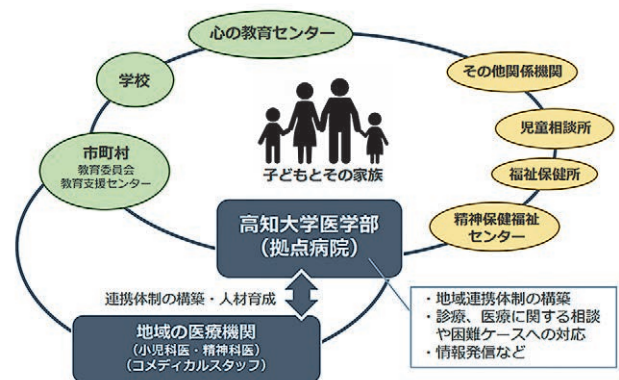 心の教育センター
学校
その他関係機関
児童相談所
市町村
教育委員会
教育支援センター
子どもとその家族
福祉保健所
高知大学医学部
（拠点病院）
精神保健福祉
センター
連携体制の構築・人材育成
・地域連携体制の構築
・診療、医療に関する相談
や困難ケースへの対応
・情報発信など
地域の医療機関
（小児科医・精神科医）
（コメディカルスタッフ）